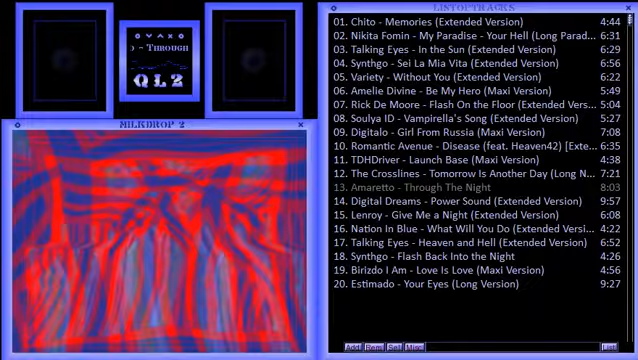 LISTOFTRACKS
- Through
QL2
MILKDROP 2
01. Chito - Memories (Extended Version) 4:44
02. Nikita Fomin - My Paradise - Your Hell (Long Parad... 6:31
03. Talking Eyes - In the Sun (Extended Version) 6:29
04. Synthgo - Sei La Mia Vita (Extended Version) 6:56
05. Variety - Without You (Extended Version) 6:22
06. Amelie Divine - Be My Hero (Maxi Version) 5:49
07. Rick De Moore - Flash On the Floor (Extended Vers... 5:04
08. Soulya ID - Vampirella's Song (Extended Version) 5:27
09. Digitalo - Girl From Russia (Maxi Version) 7:08
10. Romantic Avenue - Disease (feat. Heaven42) [Exte... 6:35
11. TDHDriver - Launch Base (Maxi Version) 4:38
12. The Crosslines - Tomorrow Is Another Day (Long N... 7:21
13. Amaretto - Through The Night 8:03
14. Digital Dreams - Power Sound (Extended Version) 9:57
15. Lenroy - Give Me a Night (Extended Version) 6:08
16. Nation In Blue - What Will You Do (Extended Versi... 4:22
17. Talking Eyes - Heaven and Hell (Extended Version) 6:52
18. Synthgo - Flash Back Into the Night 4:26
19. Birizdo I Am - Love Is Love (Maxi Version) 4:56
20. Estimado - Your Eyes (Long Version) 9:27
Add Rem Sel Misc List